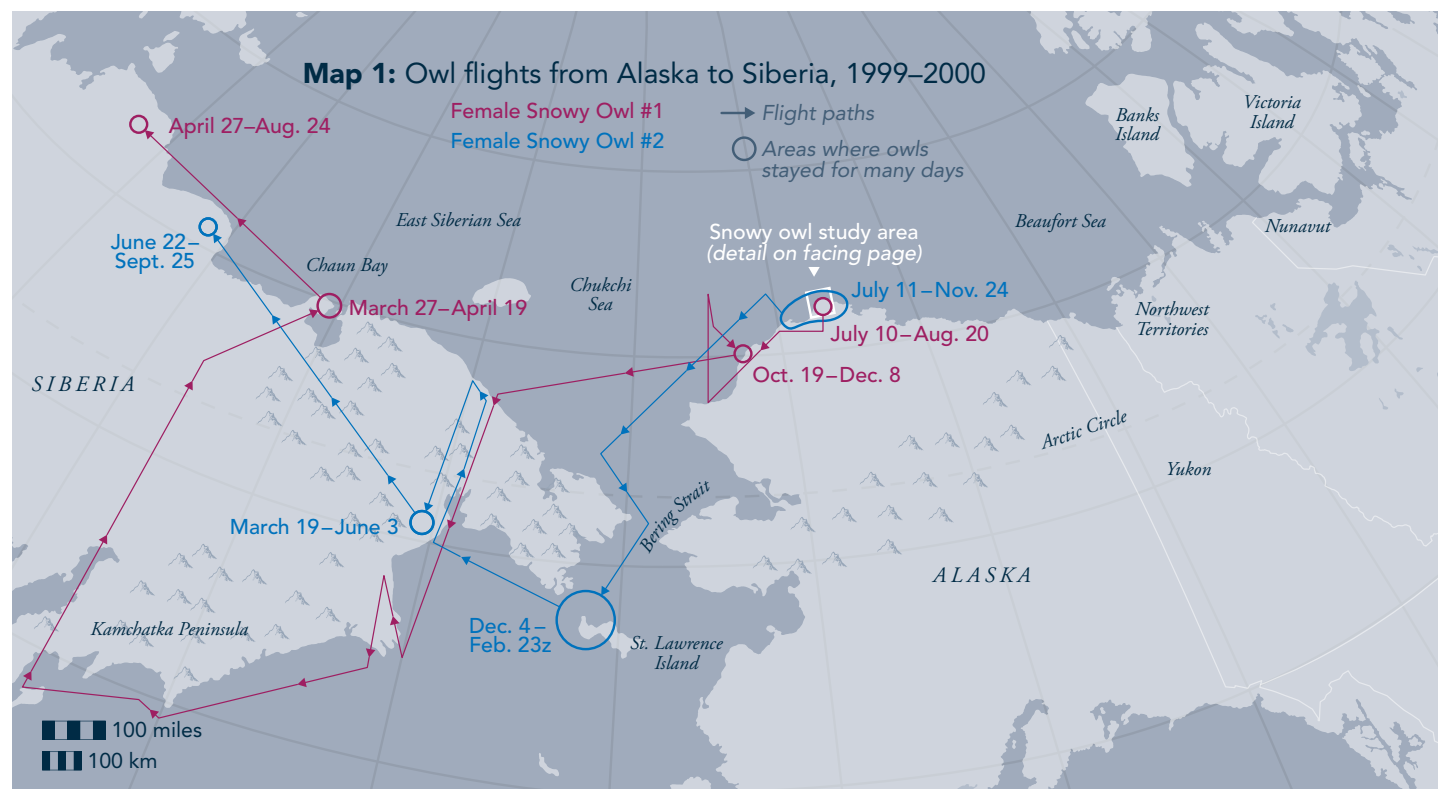 Map 1: Owl flights from Alaska to Siberia, 1999–2000
Female Snowy Owl #1
Female Snowy Owl #2
Flight paths
Areas where owls
stayed for many days
Banks
Island
Victoria
Island
April 27–Aug. 24
East Siberian Sea
Beaufort Sea
Nunavut
June 22–
Sept. 25
Chaun Bay
Snowy owl study area
(detail on facing page)
Chukchi
Sea
July 11–Nov. 24
March 27–April 19
July 10–Aug. 20
Northwest
Territories
SIBERIA
Oct. 19–Dec. 8
Arctic Circle
Yukon
March 19–June 3
Bering Strait
ALASKA
Kamchatka Peninsula
Dec. 4–
Feb. 23z
St. Lawrence
Island
100 miles
100 km